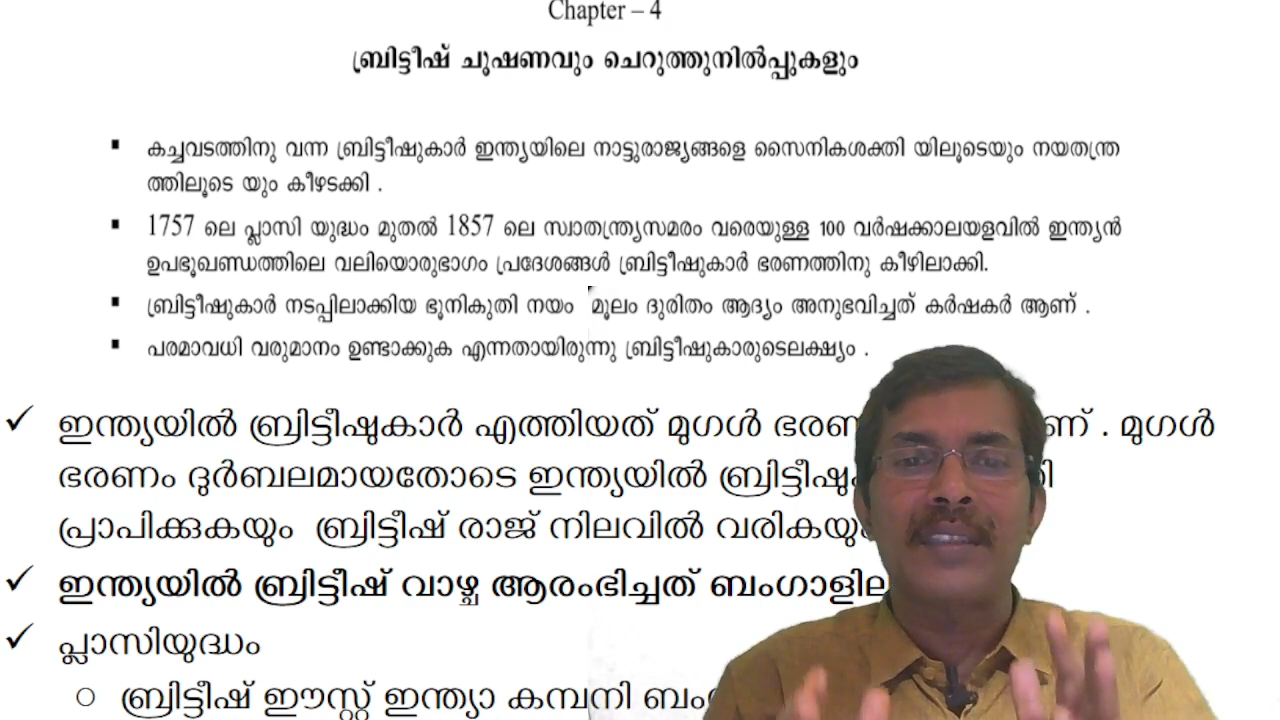 Chapter – 4
ബ്രിട്ടീഷ് ചൂഷണവും ചെറുത്തുനിൽപ്പുകളും
▪ കച്ചവടത്തിനു വന്ന ബ്രിട്ടീഷുകാർ ഇന്ത്യയിലെ നാട്ടുരാജ്യങ്ങളെ സൈനികശക്തി യിലൂടെയും നയതന്ത്ര
ത്തിലൂടെ യും കീഴടക്കി .
▪ 1757 ലെ പ്ലാസി യുദ്ധം മുതൽ 1857 ലെ സ്വാതന്ത്ര്യസമരം വരെയുള്ള 100 വർഷക്കാലയളവിൽ ഇന്ത്യൻ
ഉപഭൂഖണ്ഡത്തിലെ വലിയൊരുഭാഗം പ്രദേശങ്ങൾ ബ്രിട്ടീഷുകാർ ഭരണത്തിനു കീഴിലാക്കി.
▪ ബ്രിട്ടീഷുകാർ നടപ്പിലാക്കിയ ഭൂനികുതി നയം മൂലം ദുരിതം ആദ്യം അനുഭവിച്ചത് കർഷകർ ആണ് .
▪ പരമാവധി വരുമാനം ഉണ്ടാക്കുക എന്നതായിരുന്നു ബ്രിട്ടീഷുകാരുടെലക്ഷ്യം .
✓ ഇന്ത്യയിൽ ബ്രിട്ടീഷുകാർ എത്തിയത് മുഗൾ . മുഗൾ
ഭരണം ദുർബലമായതോടെ ഇന്ത്യയിൽ
പ്രാപിക്കുകയും ബ്രിട്ടീഷ് രാജ് നിലവിൽ
✓ ഇന്ത്യയിൽ ബ്രിട്ടീഷ് വാഴ്ച ആരംഭിച്ചത്
✓ പ്ലാസിയുദ്ധം
○ ബ്രിട്ടീഷ് ഈസ്റ്റ് ഇന്ത്യാ കമ്പനി